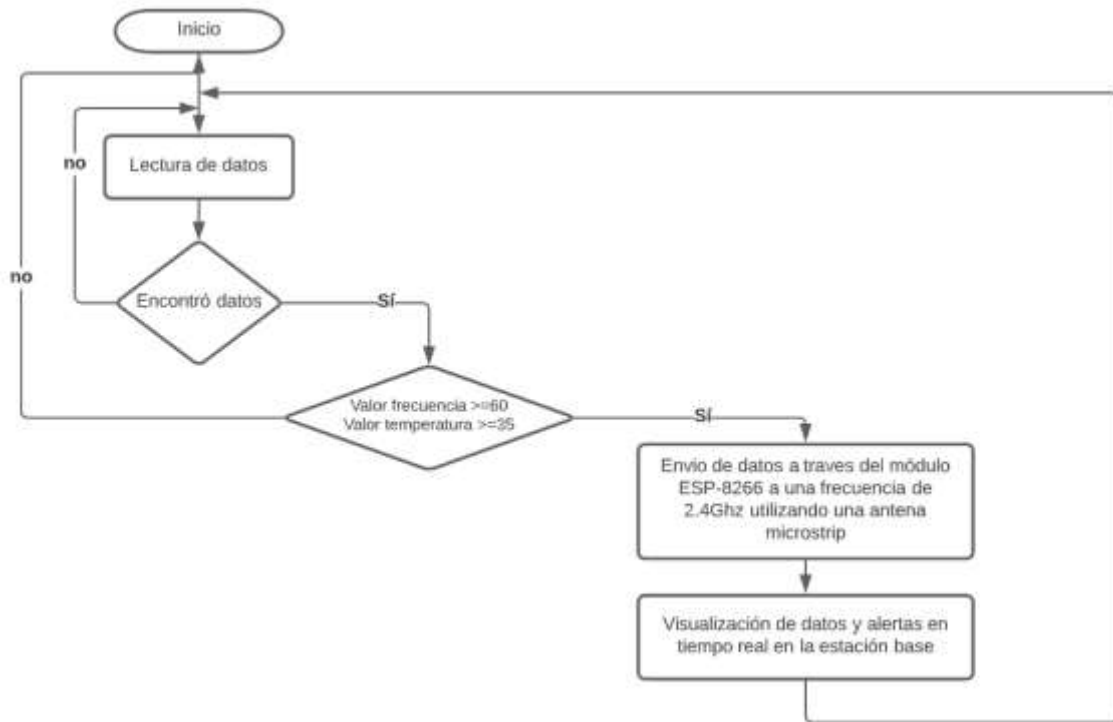 Inicio
no
Lectura de datos
no
Encontró datos
Sí
Valor frecuencia >=60
Valor temperatura >=35
Sí
Envio de datos a traves del módulo
ESP-8266 a una frecuencia de
2.4Ghz utilizando una antena
microstrip
Visualización de datos y alertas en
tiempo real en la estación base